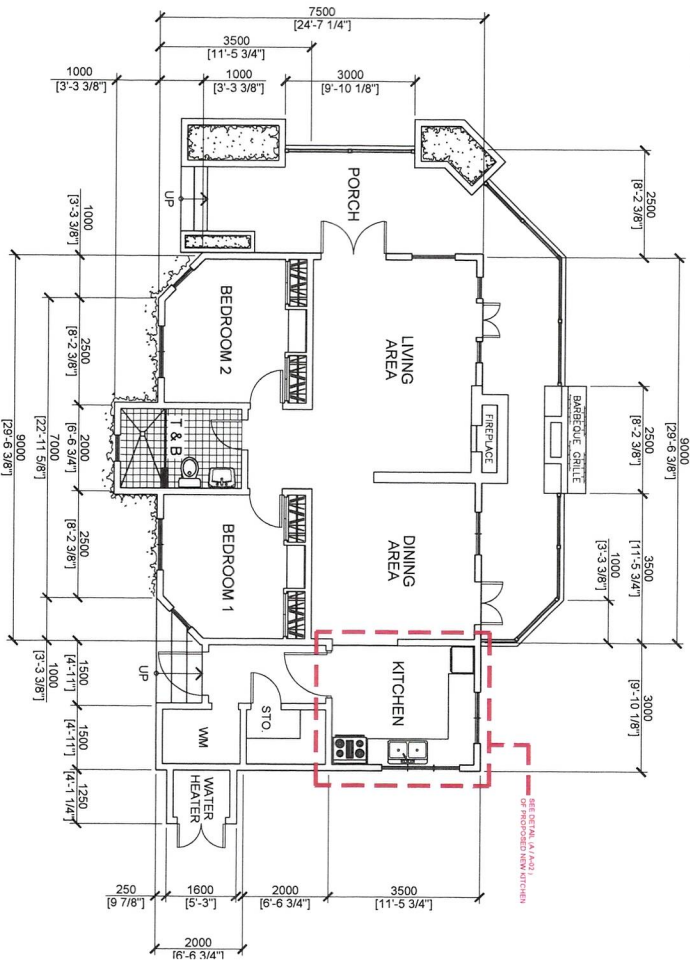 7500
[24'-7 1/4"]
3500
[11'-5 3/4"]
1000
[3'-3 3/8"]
1000
[3'-3 3/8"]
3000
[9'-10 1/8"]
2500
[8'-2 3/8"]
PORCH
UP
1000
[3'-3 3/8"]
2500
[8'-2 3/8"]
2000
[6'-6 3/4"]
2500
[8'-2 3/8"]
7000
[22'-11 5/8"]
9000
[29'-6 3/8"]
1000
[3'-3 3/8"]
1500
[4'-11"]
1500
[4'-11"]
1250
[4'-1 1/4"]
BEDROOM 2
LIVING
AREA
T & B
FIREPLACE
BARBEQUE GRILLE
2500
[8'-2 3/8"]
9000
[29'-6 3/8"]
3500
[11'-5 3/4"]
1000
[3'-3 3/8"]
3000
[9'-10 1/8"]
BEDROOM 1
DINING
AREA
UP
KITCHEN
STO.
WM
WATER
HEATER
SEE DETAIL (A / A-02 )
OF PROPOSED NEW KITCHEN
250
[9 7/8"]
1600
[5'-3"]
2000
[6'-6 3/4"]
3500
[11'-5 3/4"]
2000
[6'-6 3/4"]